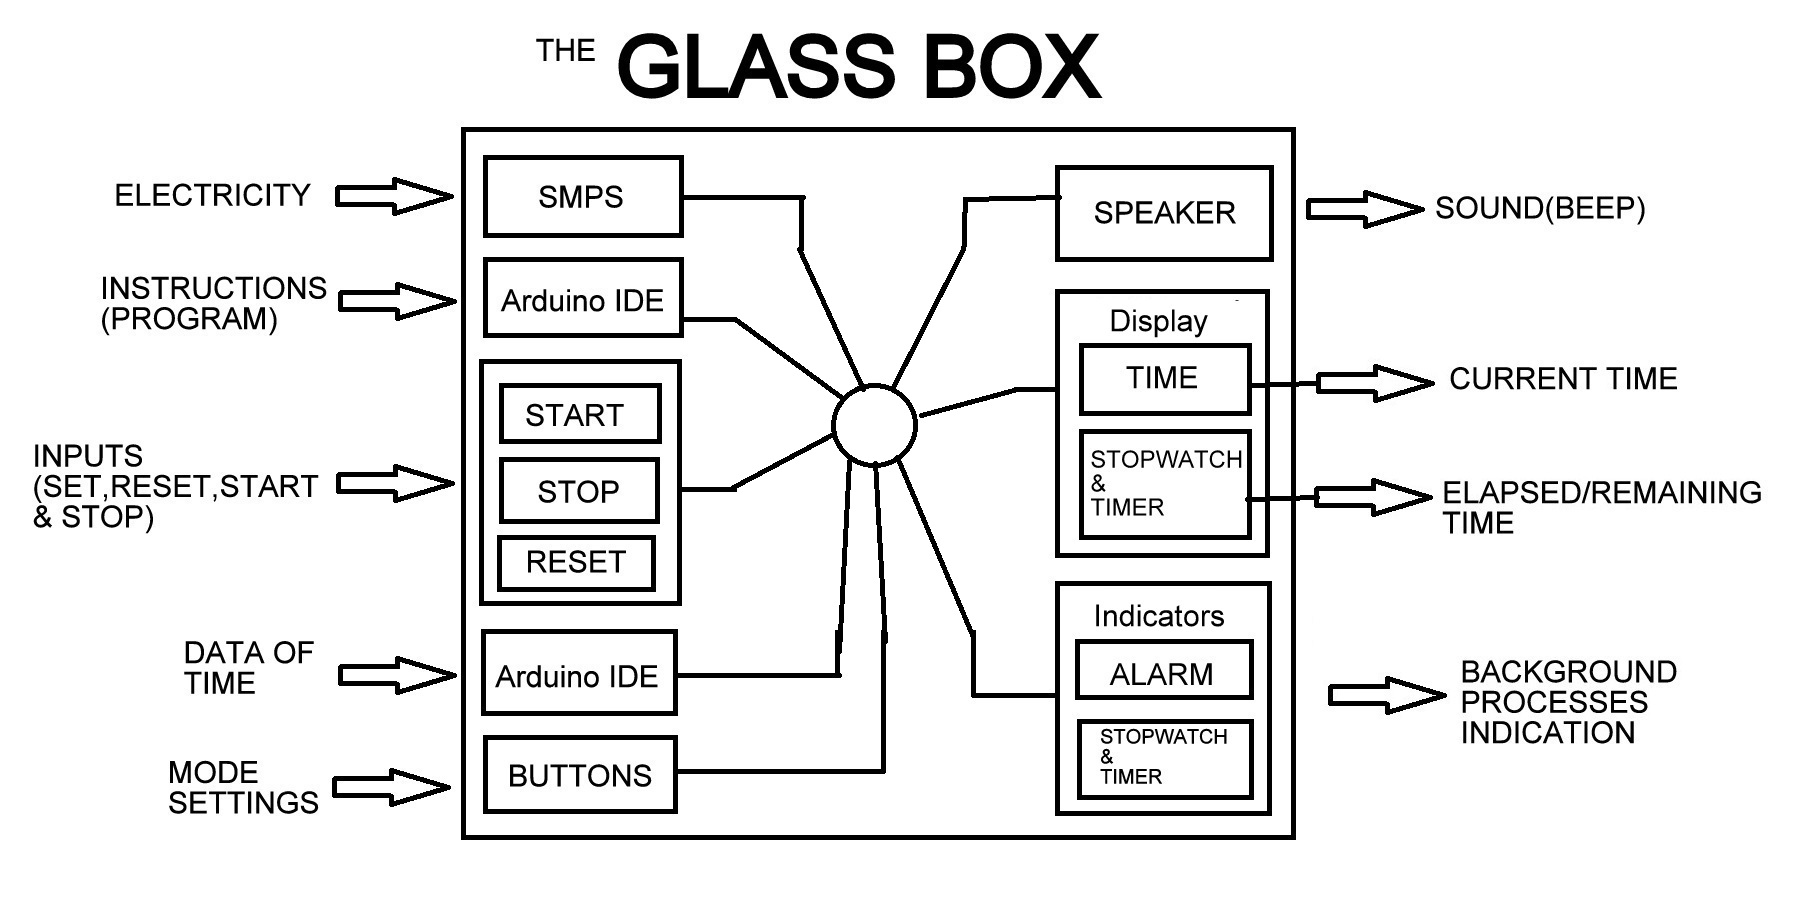 THE GLASS BOX
ELECTRICITY
SMPS
SPEAKER
SOUND(BEEP)
INSTRUCTIONS
(PROGRAM)
Arduino IDE
Display
TIME
CURRENT TIME
START
STOP
RESET
INPUTS
(SET,RESET,START
& STOP)
STOPWATCH
&
TIMER
ELAPSED/REMAINING
TIME
DATA OF
TIME
Arduino IDE
Indicators
ALARM
STOPWATCH
&
TIMER
BACKGROUND
PROCESSES
INDICATION
MODE
SETTINGS
BUTTONS